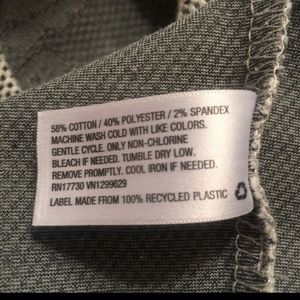 58% COTTON / 40% POLYESTER / 2% SPANDEX
MACHINE WASH COLD WITH LIKE COLORS.
GENTLE CYCLE. ONLY NON-CHLORINE
BLEACH IF NEEDED. TUMBLE DRY LOW.
REMOVE PROMPTLY. COOL IRON IF NEEDED.
RN17730 VN1299629
LABEL MADE FROM 100% RECYCLED PLASTIC